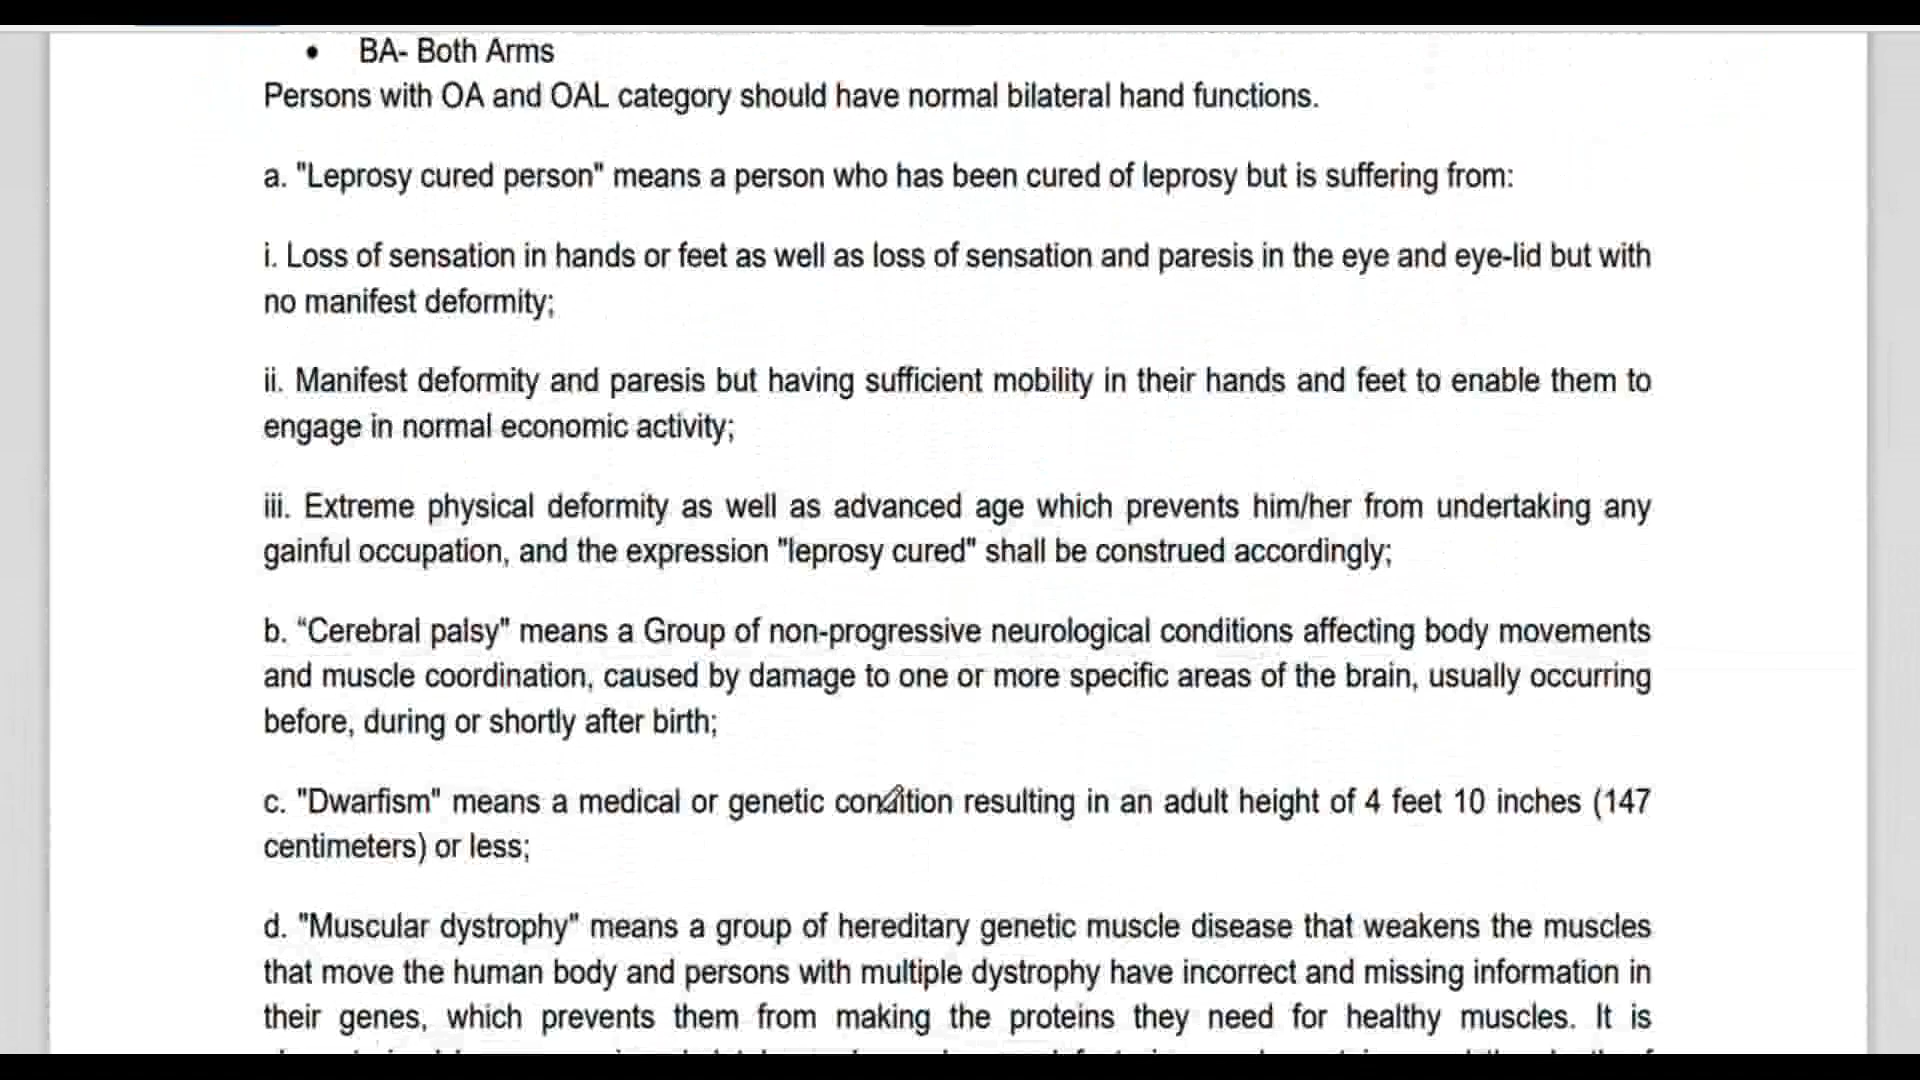 • BA- Both Arms
Persons with OA and OAL category should have normal bilateral hand functions.
a. "Leprosy cured person" means a person who has been cured of leprosy but is suffering from:
i. Loss of sensation in hands or feet as well as loss of sensation and paresis in the eye and eye-lid but with
no manifest deformity;
ii. Manifest deformity and paresis but having sufficient mobility in their hands and feet to enable them to
engage in normal economic activity;
iii. Extreme physical deformity as well as advanced age which prevents him/her from undertaking any
gainful occupation, and the expression "leprosy cured" shall be construed accordingly;
b. “Cerebral palsy" means a Group of non-progressive neurological conditions affecting body movements
and muscle coordination, caused by damage to one or more specific areas of the brain, usually occurring
before, during or shortly after birth;
c. "Dwarfism" means a medical or genetic condition resulting in an adult height of 4 feet 10 inches (147
centimeters) or less;
d. "Muscular dystrophy" means a group of hereditary genetic muscle disease that weakens the muscles
that move the human body and persons with multiple dystrophy have incorrect and missing information in
their genes, which prevents them from making the proteins they need for healthy muscles. It is